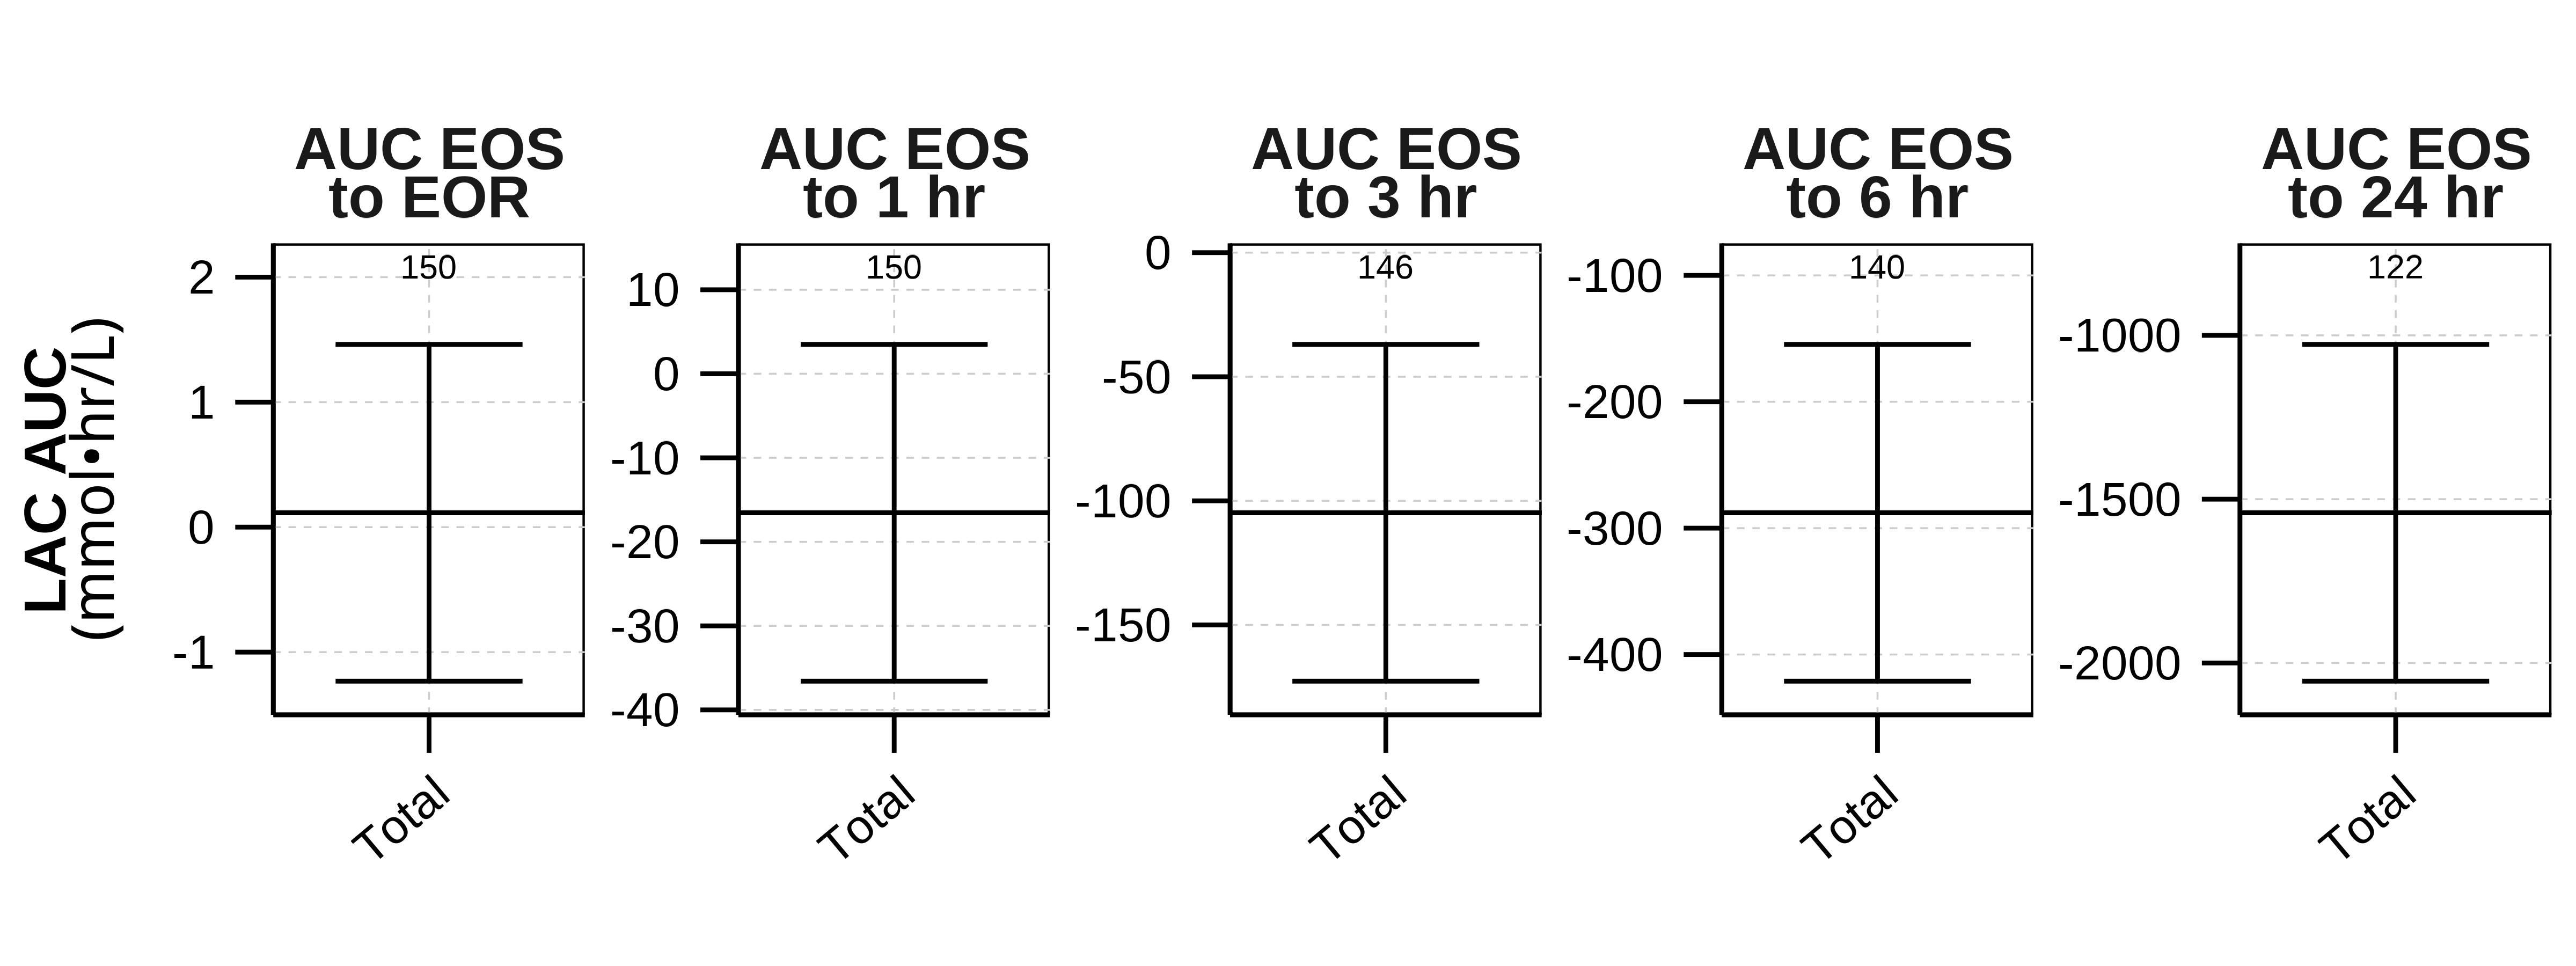 AUC EOS
to EOR
AUC EOS
to 1 hr
AUC EOS
to 3 hr
AUC EOS
to 6 hr
AUC EOS
to 24 hr
LAC AUC
(mmol•hr/L)
150
2
1
0
-1
Total
150
10
0
-10
-20
-30
-40
Total
146
0
-50
-100
-150
Total
140
-100
-200
-300
-400
Total
122
-1000
-1500
-2000
Total